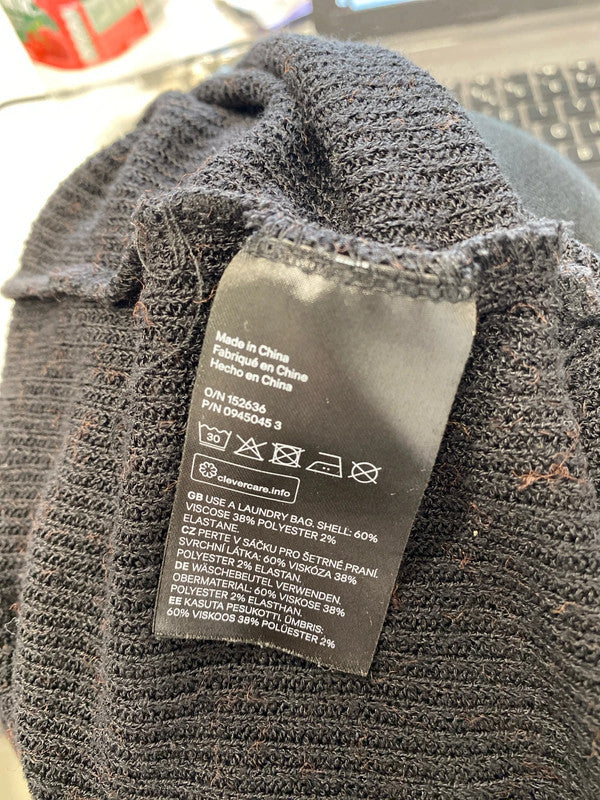 Made in China
Fabriqué en Chine
Hecho en China
O/N 152636
P/N 0945045 3
30
clevercare.info
GB USE A LAUNDRY BAG. SHELL: 60%
VISCOSE 38% POLYESTER 2%
ELASTANE.
CZ PERTE V SÁČKU PRO ŠETRNÉ PRANÍ.
SVRCHNÍ LÁTKA: 60% VISKÓZA 38%
POLYESTER 2% ELASTAN.
DE WÄSCHEBEUTEL VERWENDEN.
OBERMATERIAL: 60% VISKOSE 38%
POLYESTER 2% ELASTHAN.
EE KASUTA PESUKOTTI. ÜMBRIS:
60% VISKOOS 38% POLÜESTER 2%